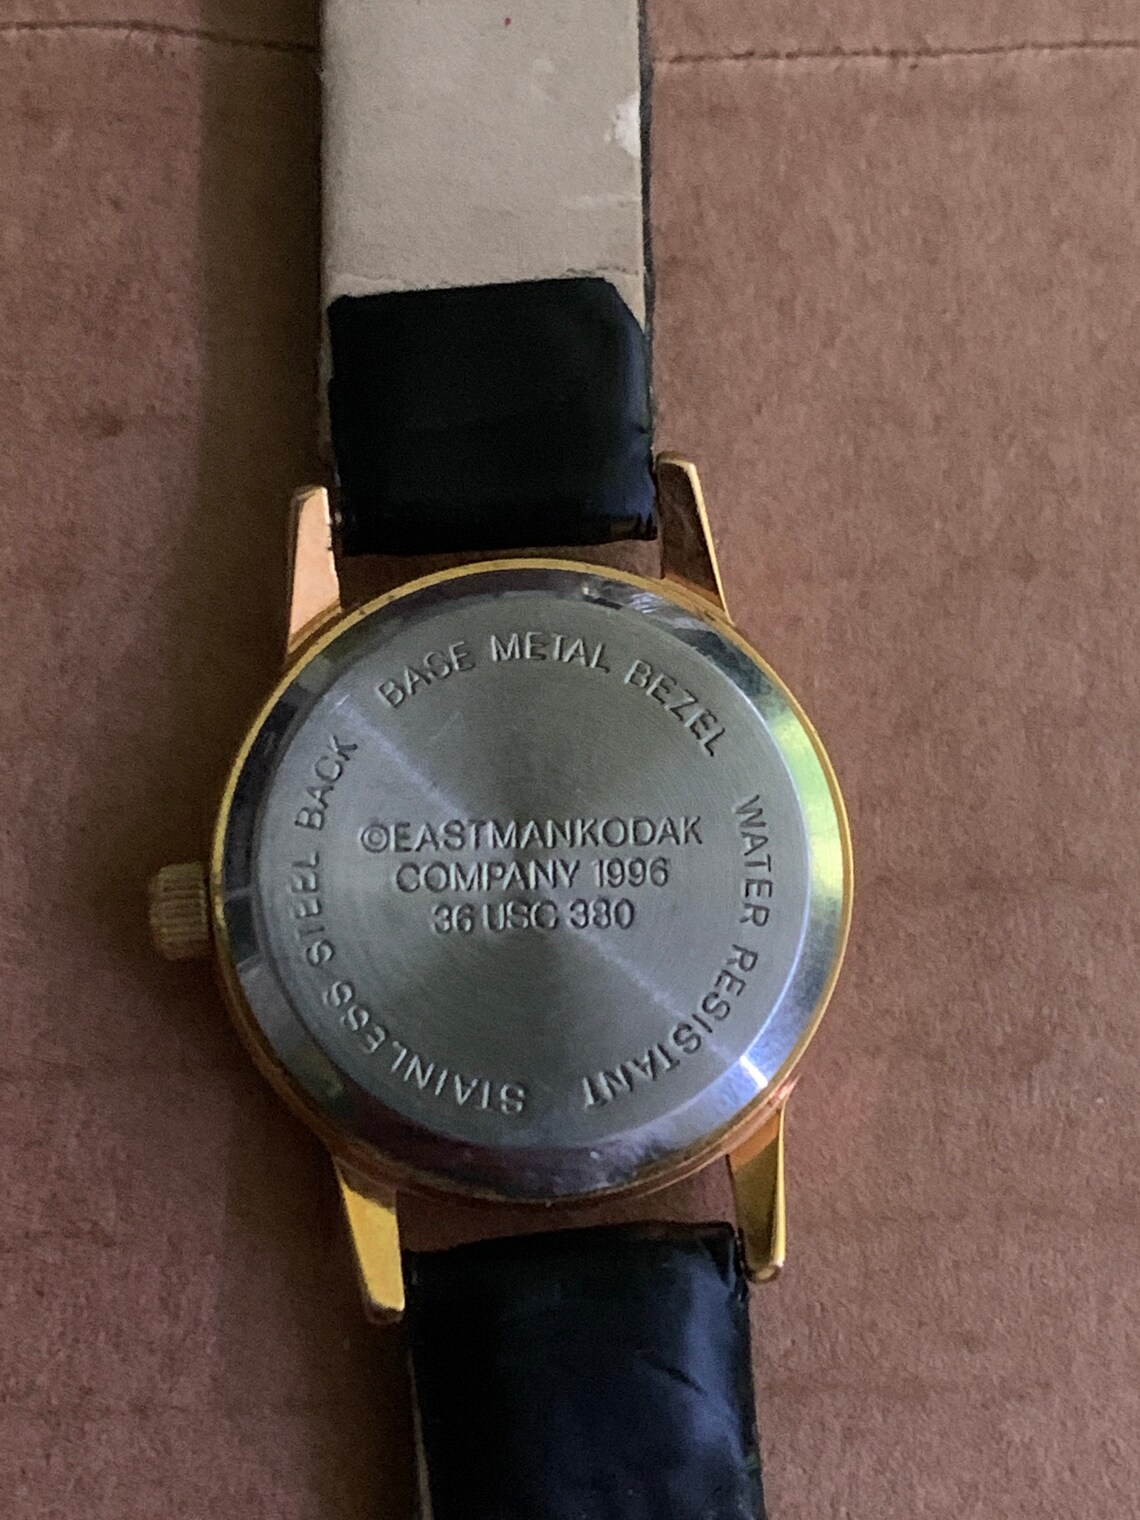 BASE METAL BEZEL
WATER RESISTANT
STAINLESS STEEL BACK
©EASTMANKODAK
COMPANY 1996
36 USC 380